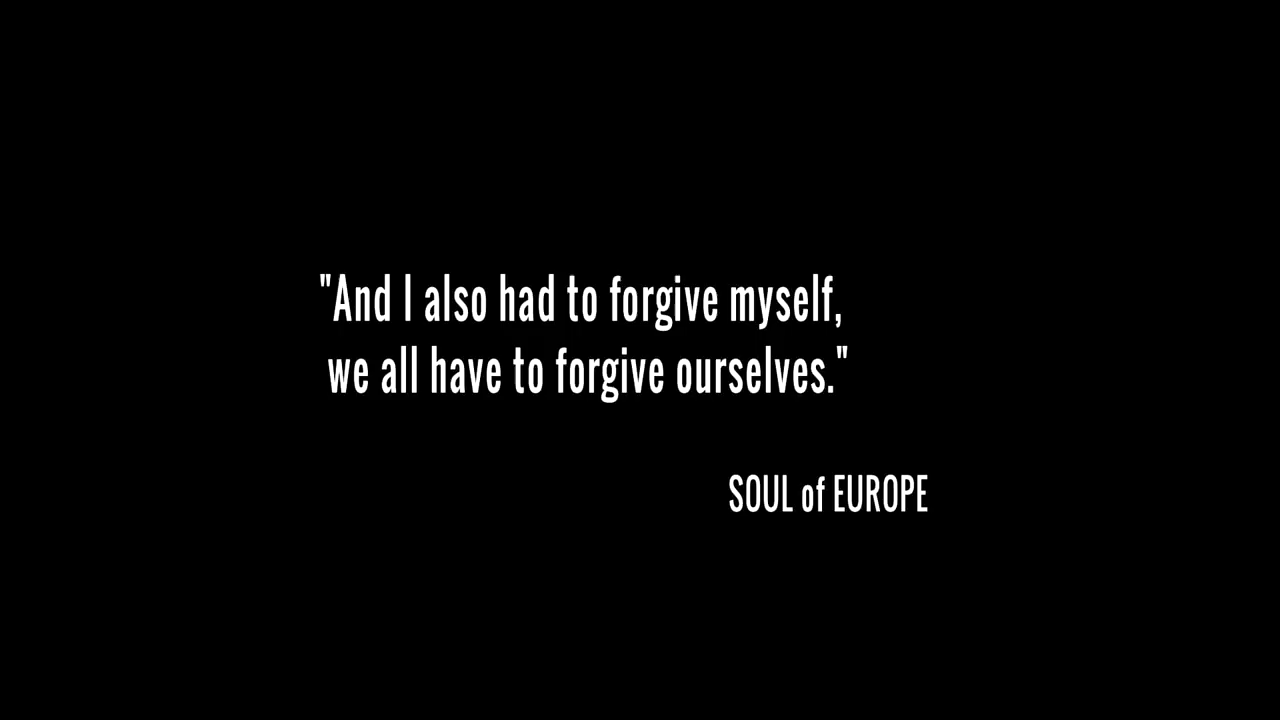 "And I also had to forgive myself,
we all have to forgive ourselves."
SOUL of EUROPE